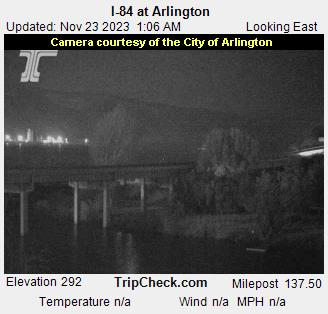 I-84 at Arlington
Updated: Nov 23 2023 1:06 AM Looking East
Camera courtesy of the City of Arlington
Elevation 292 TripCheck.com Milepost 137.50
Temperature n/a Wind n/a MPH n/a